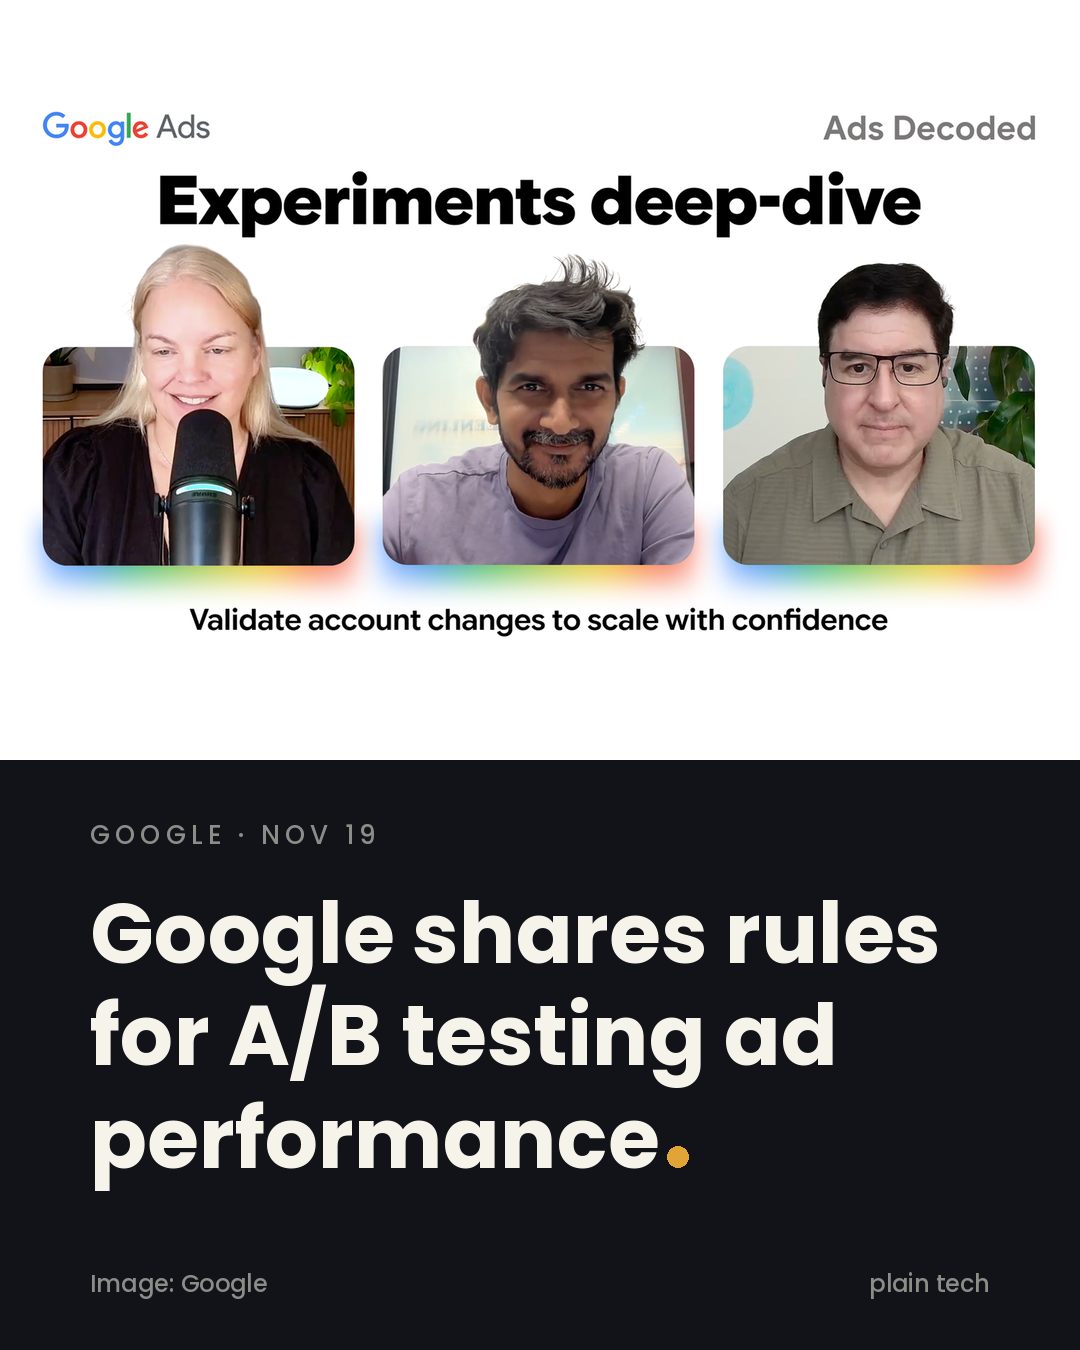 Google Ads
Ads Decoded
Experiments deep-dive
Validate account changes to scale with confidence
GOOGLE · NOV 19
Google shares rules
for A/B testing ad
performance.
Image: Google
plain tech